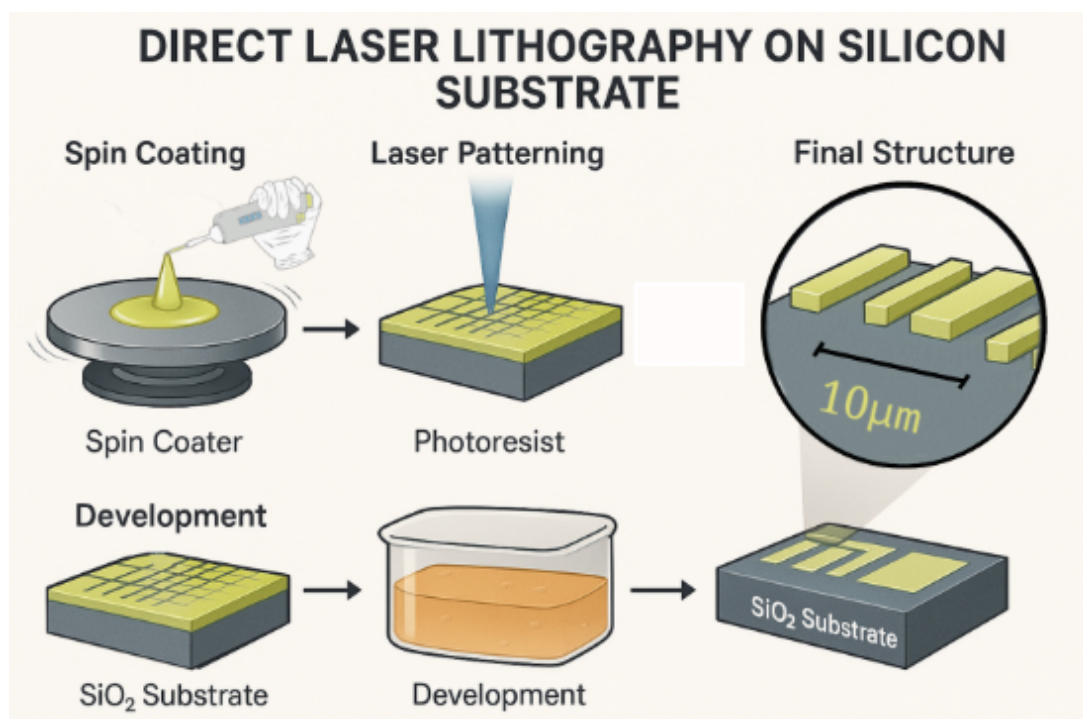 DIRECT LASER LITHOGRAPHY ON SILICON
SUBSTRATE
Spin Coating
Laser Patterning
Final Structure
10μm
Spin Coater
Photoresist
Development
SiO₂ Substrate
Development
SiO₂ Substrate